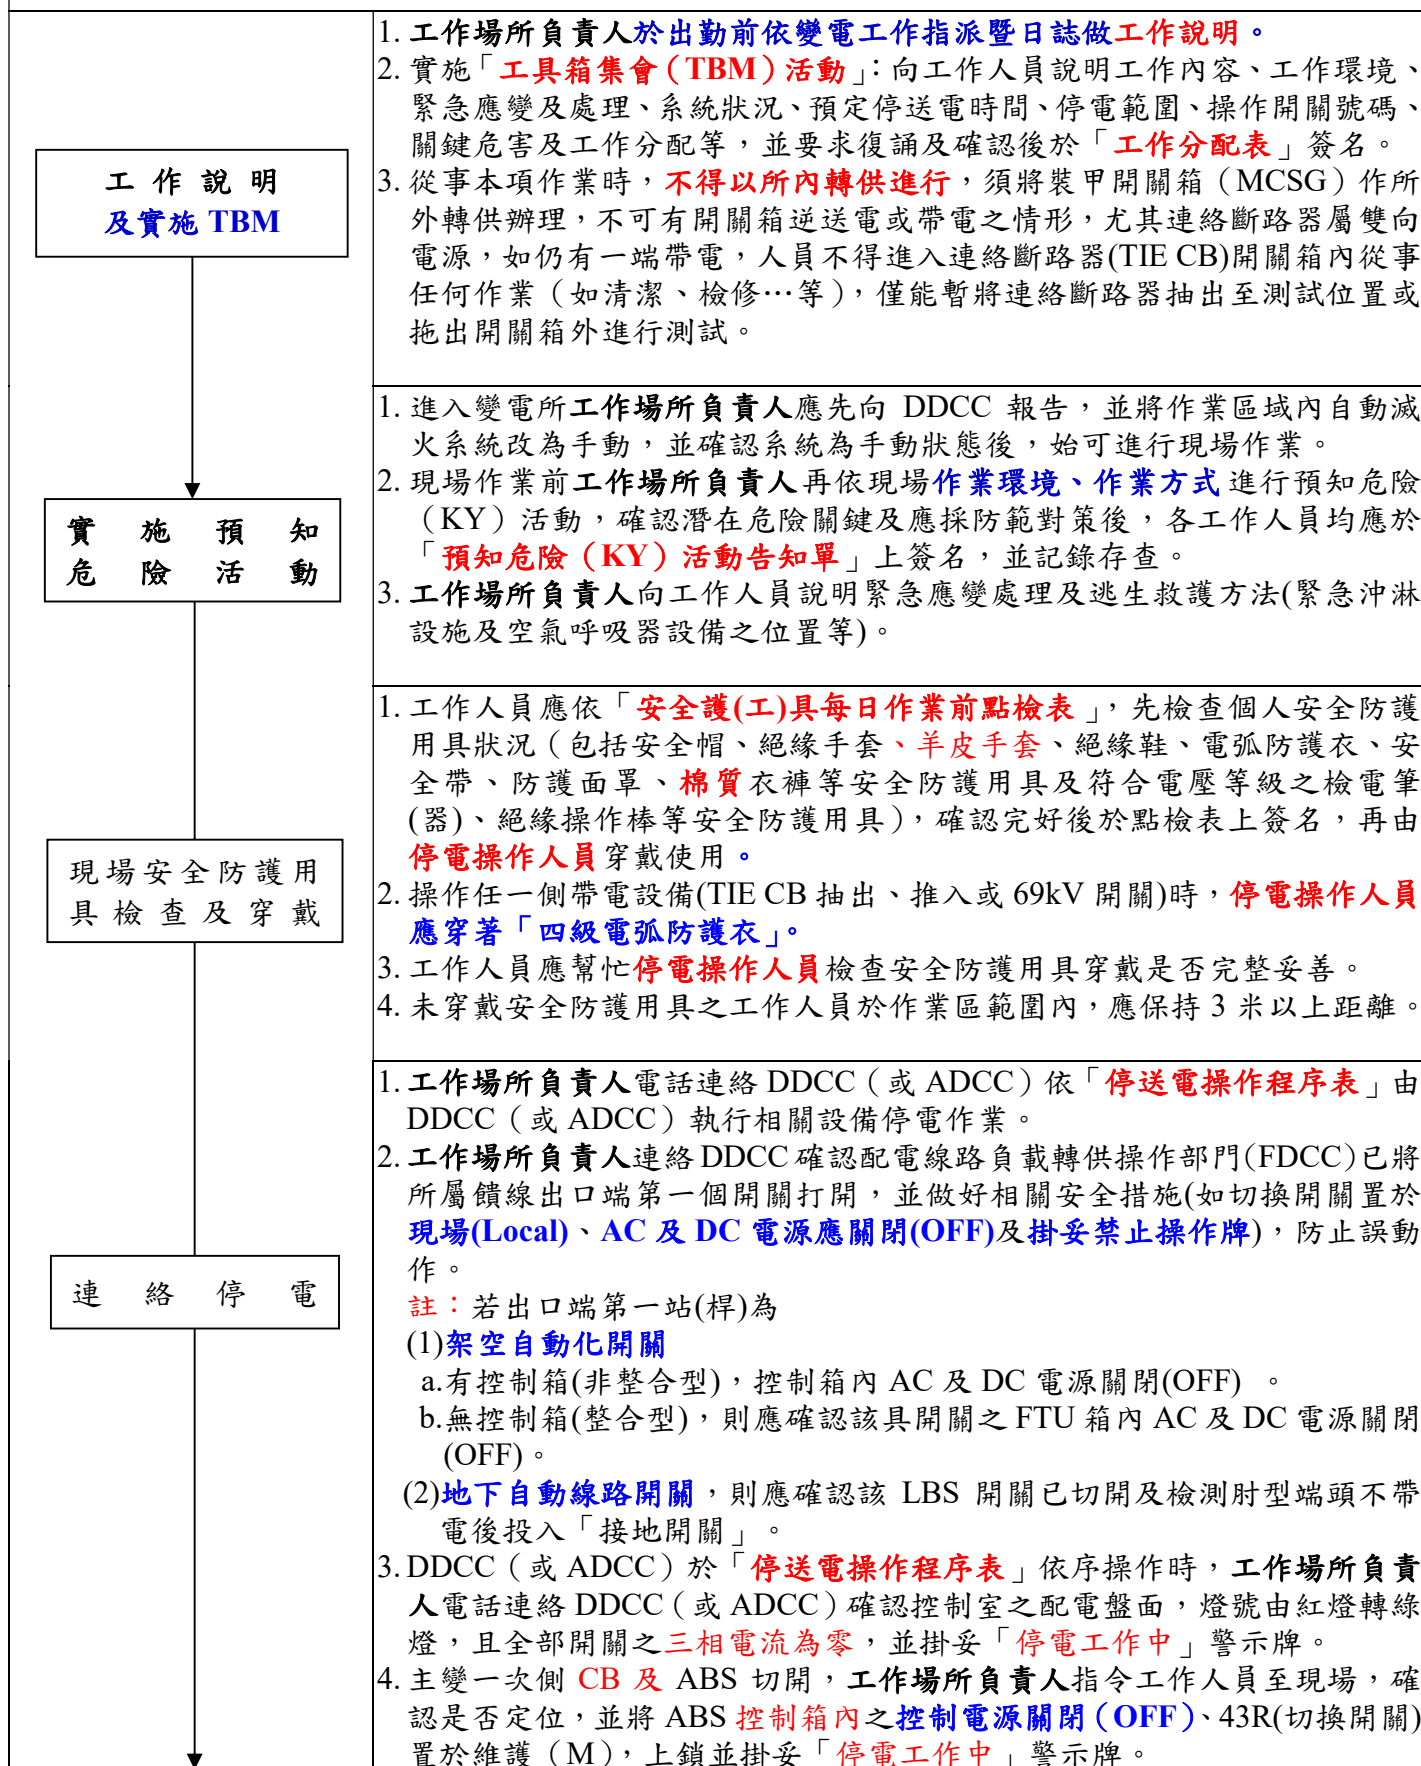 工作說明
及實施 TBM
1. 工作場所負責人於出勤前依變電工作指派暨日誌做工作說明。
2. 實施「工具箱集會（TBM）活動」：向工作人員說明工作內容、工作環境、
緊急應變及處理、系統狀況、預定停送電時間、停電範圍、操作開關號碼、
關鍵危害及工作分配等，並要求復誦及確認後於「工作分配表」簽名。
3. 從事本項作業時，不得以所內轉供進行，須將裝甲開關箱（MCSG）作所
外轉供辦理，不可有開關箱逆送電或帶電之情形，尤其連絡斷路器屬雙向
電源，如仍有一端帶電，人員不得進入連絡斷路器(TIE CB)開關箱內從事
任何作業（如清潔、檢修…等），僅能暫將連絡斷路器抽出至測試位置或
拖出開關箱外進行測試。
實施預知
危險活動
1. 進入變電所工作場所負責人應先向 DDCC 報告，並將作業區域內自動滅
火系統改為手動，並確認系統為手動狀態後，始可進行現場作業。
2. 現場作業前工作場所負責人再依現場作業環境、作業方式進行預知危險
（KY）活動，確認潛在危險關鍵及應採防範對策後，各工作人員均應於
「預知危險（KY）活動告知單」上簽名，並記錄存查。
3. 工作場所負責人向工作人員說明緊急應變處理及逃生救護方法(緊急沖淋
設施及空氣呼吸器設備之位置等)。
現場安全防護用
具檢查及穿戴
1. 工作人員應依「安全護(工)具每日作業前點檢表」，先檢查個人安全防護
用具狀況（包括安全帽、絕緣手套、羊皮手套、絕緣鞋、電弧防護衣、安
全帶、防護面罩、棉質衣褲等安全防護用具及符合電壓等級之檢電筆
(器)、絕緣操作棒等安全防護用具），確認完好後於點檢表上簽名，再由
停電操作人員穿戴使用。
2. 操作任一側帶電設備(TIE CB 抽出、推入或 69kV 開關)時，停電操作人員
應穿著「四級電弧防護衣」。
3. 工作人員應幫忙停電操作人員檢查安全防護用具穿戴是否完整妥善。
4. 未穿戴安全防護用具之工作人員於作業區範圍內，應保持 3 米以上距離。
連絡停電
1. 工作場所負責人電話連絡 DDCC（或 ADCC）依「停送電操作程序表」由
DDCC（或 ADCC）執行相關設備停電作業。
2. 工作場所負責人連絡 DDCC 確認配電線路負載轉供操作部門(FDCC)已將
所屬饋線出口端第一個開關打開，並做好相關安全措施(如切換開關置於
現場(Local)、AC 及 DC 電源應關閉(OFF)及掛妥禁止操作牌)，防止誤動
作。
註：若出口端第一站(桿)為
(1)架空自動化開關
a.有控制箱(非整合型)，控制箱內 AC 及 DC 電源關閉(OFF) 。
b.無控制箱(整合型)，則應確認該具開關之 FTU 箱內 AC 及 DC 電源關閉
(OFF)。
(2)地下自動線路開關，則應確認該 LBS 開關已切開及檢測肘型端頭不帶
電後投入「接地開關」。
3. DDCC（或 ADCC）於「停送電操作程序表」依序操作時，工作場所負責
人電話連絡 DDCC（或 ADCC）確認控制室之配電盤面，燈號由紅燈轉綠
燈，且全部開關之三相電流為零，並掛妥「停電工作中」警示牌。
4. 主變一次側 CB 及 ABS 切開，工作場所負責人指令工作人員至現場，確
認是否定位，並將 ABS 控制箱內之控制電源關閉（OFF）、43R(切換開關)
置於維護（M），上鎖並掛妥「停電工作中」警示牌。